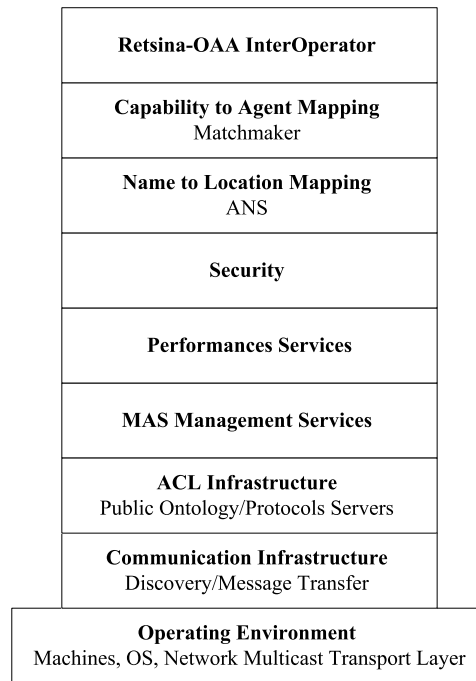 Retsina-OAA InterOperator
Capability to Agent Mapping
Matchmaker
Name to Location Mapping
ANS
Security
Performances Services
MAS Management Services
ACL Infrastructure
Public Ontology/Protocols Servers
Communication Infrastructure
Discovery/Message Transfer
Operating Environment
Machines, OS, Network Multicast Transport Layer